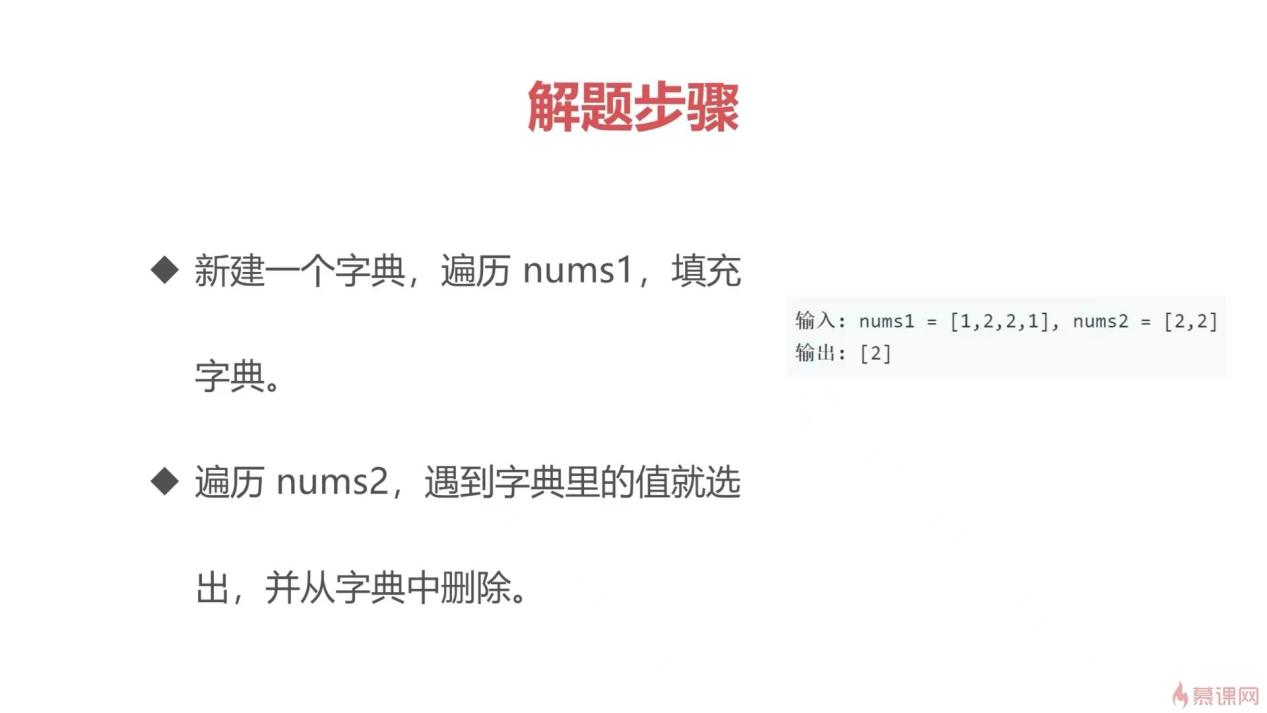 解题步骤
◆ 新建一个字典，遍历 nums1，填充
字典。
◆ 遍历 nums2，遇到字典里的值就选
出，并从字典中删除。
输入: nums1 = [1,2,2,1], nums2 = [2,2]
输出: [2]
慕课网